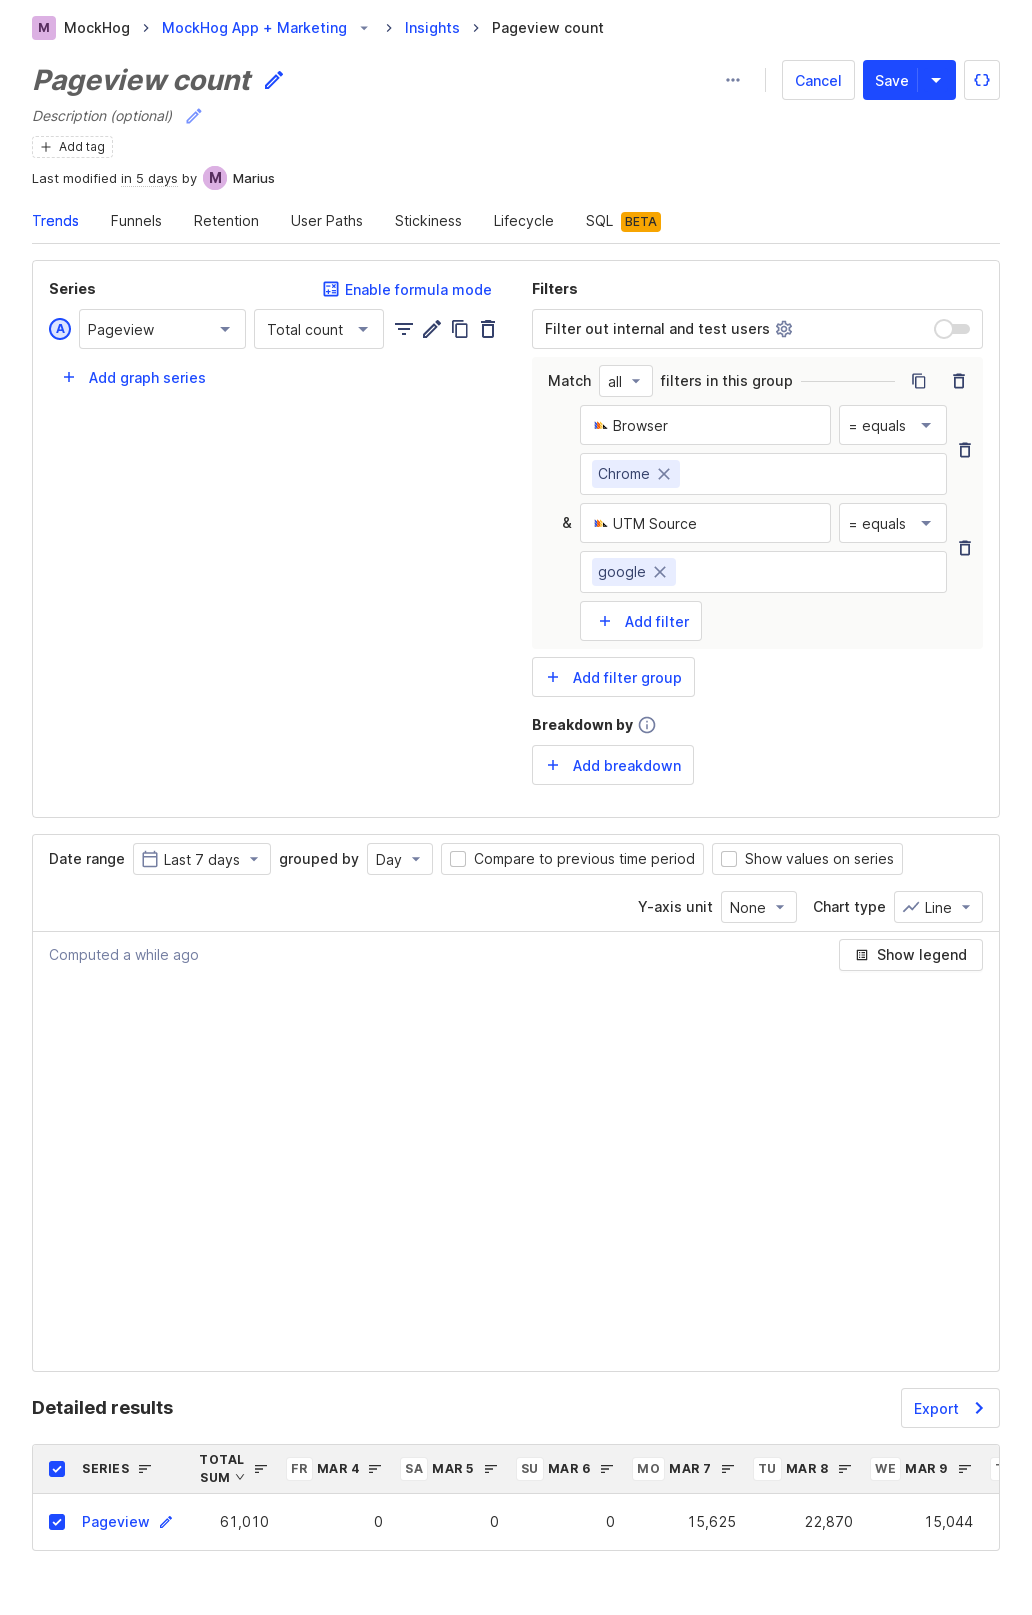 M MockHog MockHog App + Marketing Insights Pageview count
Pageview count
Cancel Save
Description (optional)
Add tag
Last modified in 5 days by M Marius
Trends Funnels Retention User Paths Stickiness Lifecycle SQL BETA
Series Enable formula mode
A Pageview Total count
Add graph series
Filters
Filter out internal and test users
Match all filters in this group
Browser = equals
Chrome
& UTM Source = equals
google
Add filter
Add filter group
Breakdown by
Add breakdown
Date range Last 7 days grouped by Day Compare to previous time period Show values on series
Y-axis unit None Chart type Line
Computed a while ago Show legend
Detailed results Export
SERIES TOTAL SUM FR MAR 4 SA MAR 5 SU MAR 6 MO MAR 7 TU MAR 8 WE MAR 9
Pageview 61,010 0 0 0 15,625 22,870 15,044